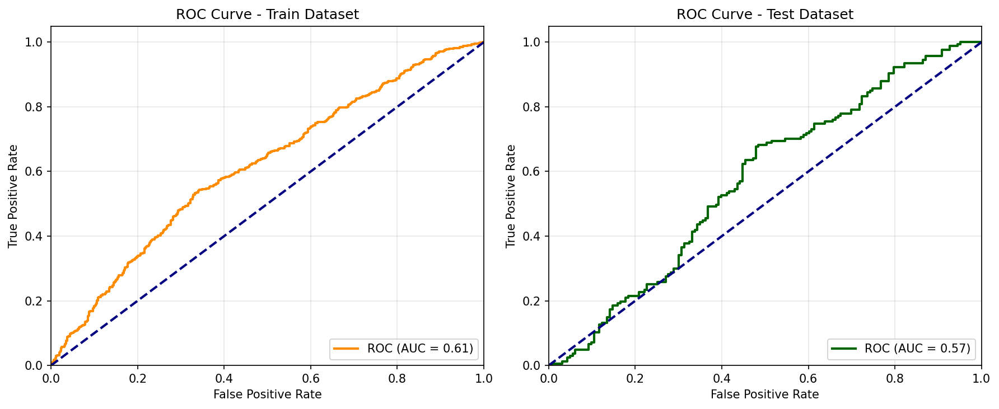 ROC Curve - Train Dataset
True Positive Rate
1.0
0.8
0.6
0.4
0.2
0.0
0.0 0.2 0.4 0.6 0.8 1.0
False Positive Rate
ROC (AUC = 0.61)
ROC Curve - Test Dataset
True Positive Rate
1.0
0.8
0.6
0.4
0.2
0.0
0.0 0.2 0.4 0.6 0.8 1.0
False Positive Rate
ROC (AUC = 0.57)